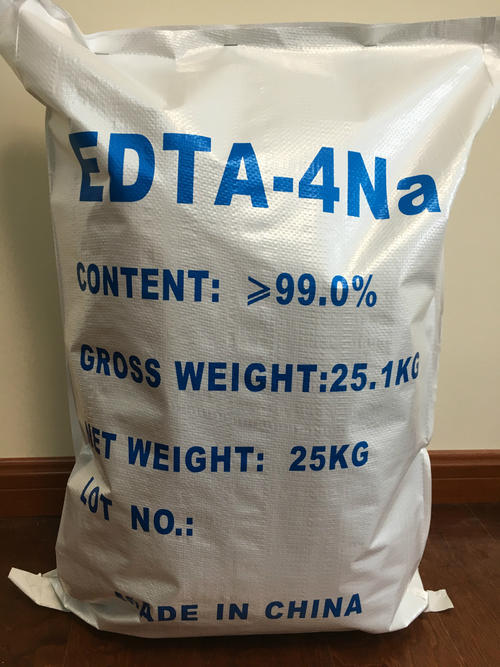 EDTA-4Na
CONTENT: ⩾99.0%
GROSS WEIGHT:25.1KG
NET WEIGHT: 25KG
LOT NO.:
MADE IN CHINA